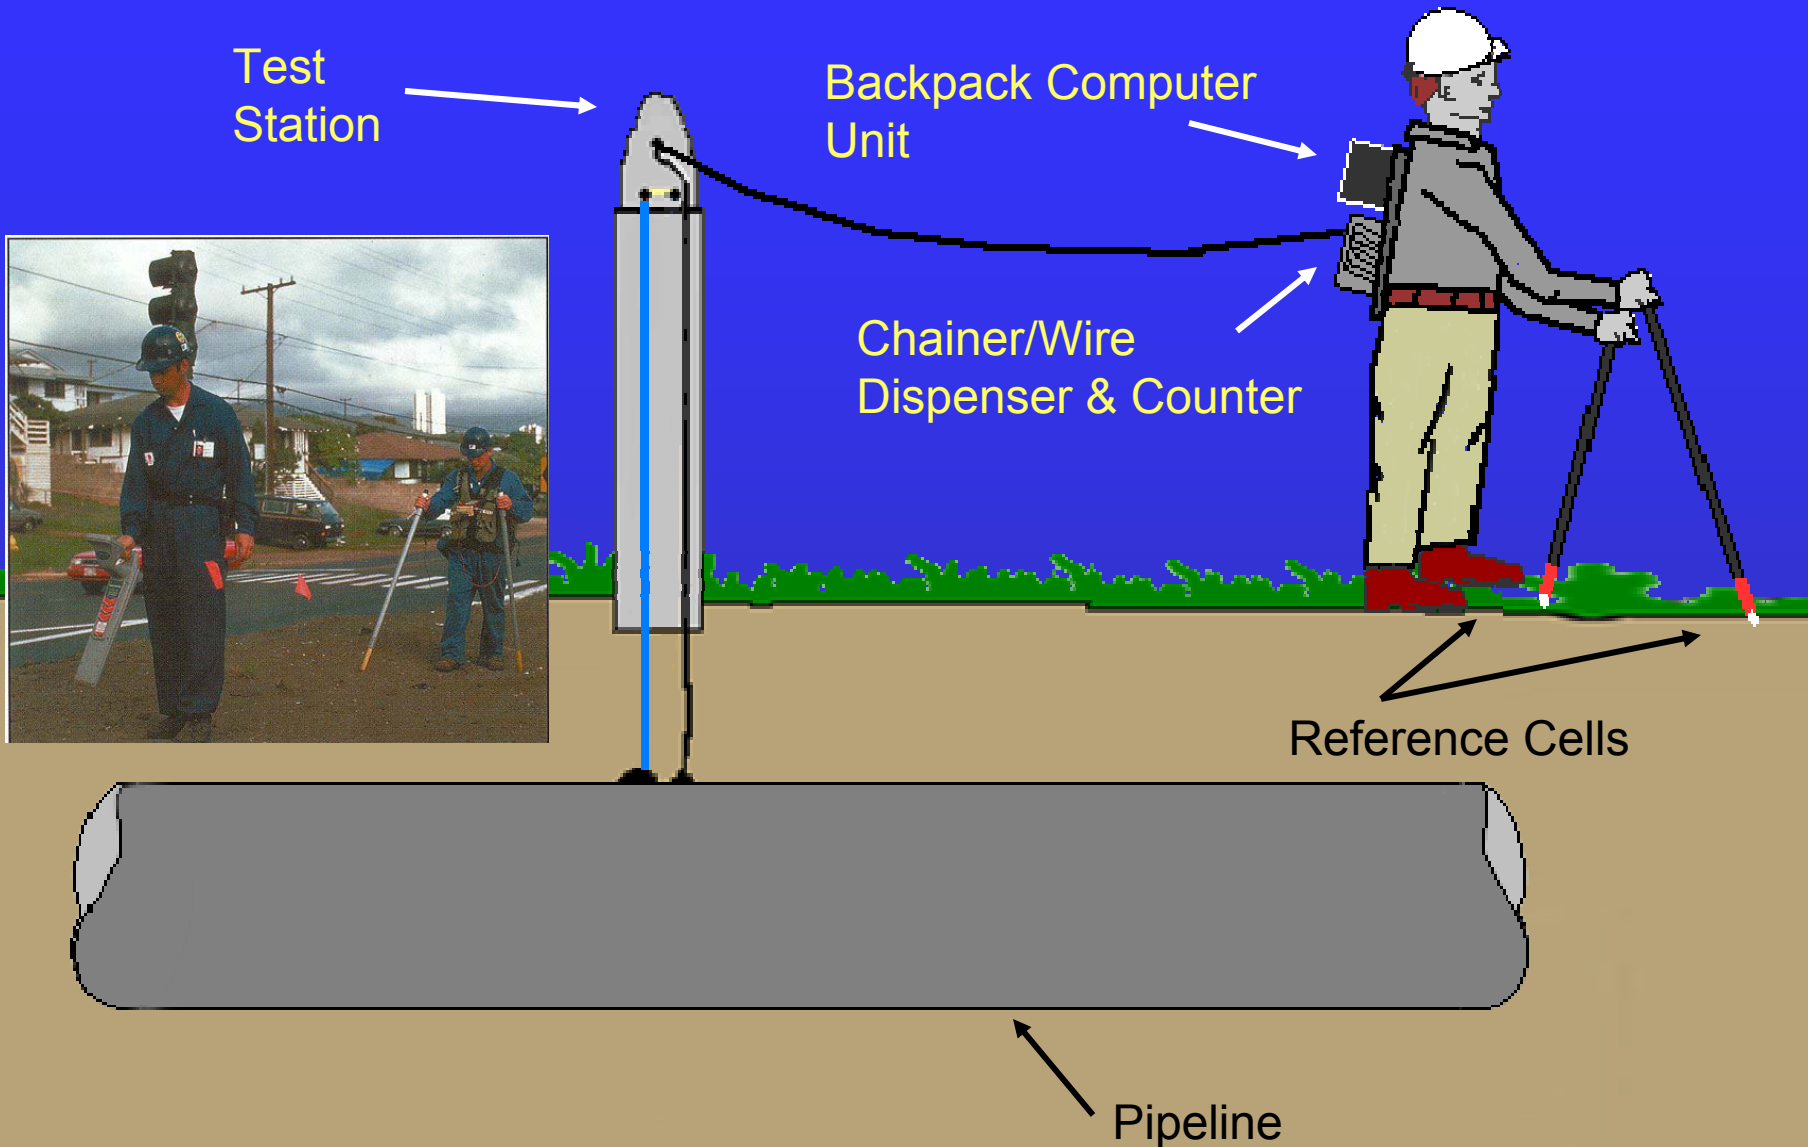 Test
Station
Backpack Computer
Unit
Chainer/Wire
Dispenser & Counter
Reference Cells
Pipeline